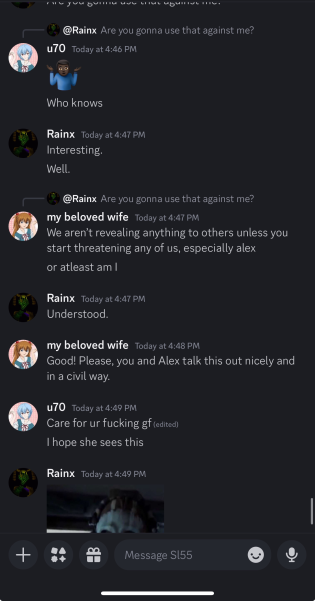 Are you gonna use that against me?
@Rainx Are you gonna use that against me?
u70 Today at 4:46 PM
Who knows
Rainx Today at 4:47 PM
Interesting.
Well.
@Rainx Are you gonna use that against me?
my beloved wife Today at 4:47 PM
We aren't revealing anything to others unless you
start threatening any of us, especially alex
or atleast am I
Rainx Today at 4:47 PM
Understood.
my beloved wife Today at 4:48 PM
Good! Please, you and Alex talk this out nicely and
in a civil way.
u70 Today at 4:49 PM
Care for ur fucking gf (edited)
I hope she sees this
Rainx Today at 4:49 PM
Message Sl55